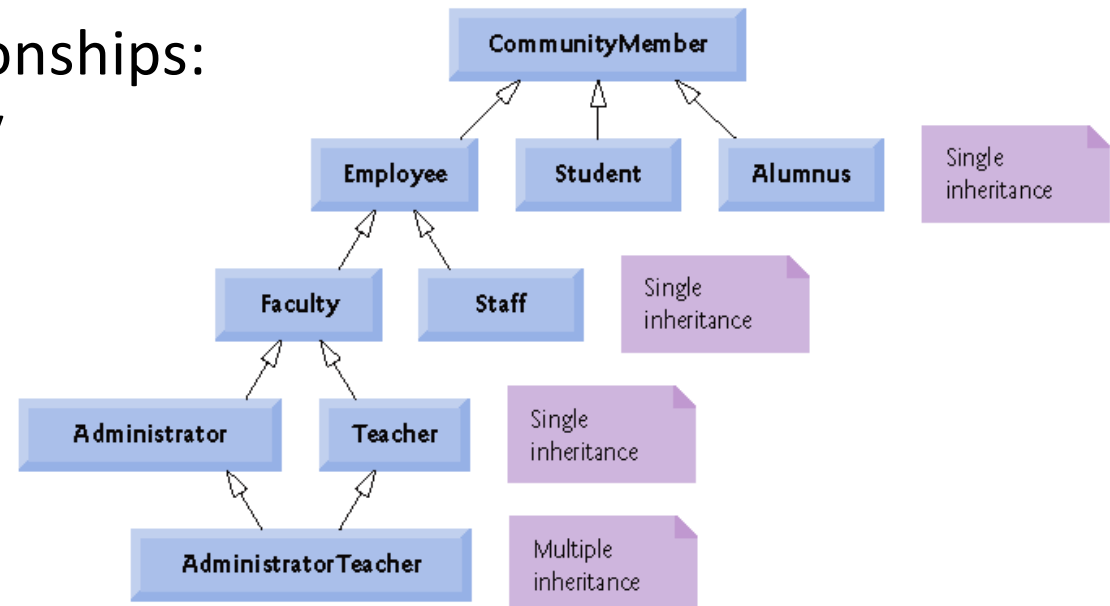 onships:
CommunityMember
Employee
Student
Alumnus
Single
inheritance
Faculty
Staff
Single
inheritance
Administrator
Teacher
Single
inheritance
AdministratorTeacher
Multiple
inheritance